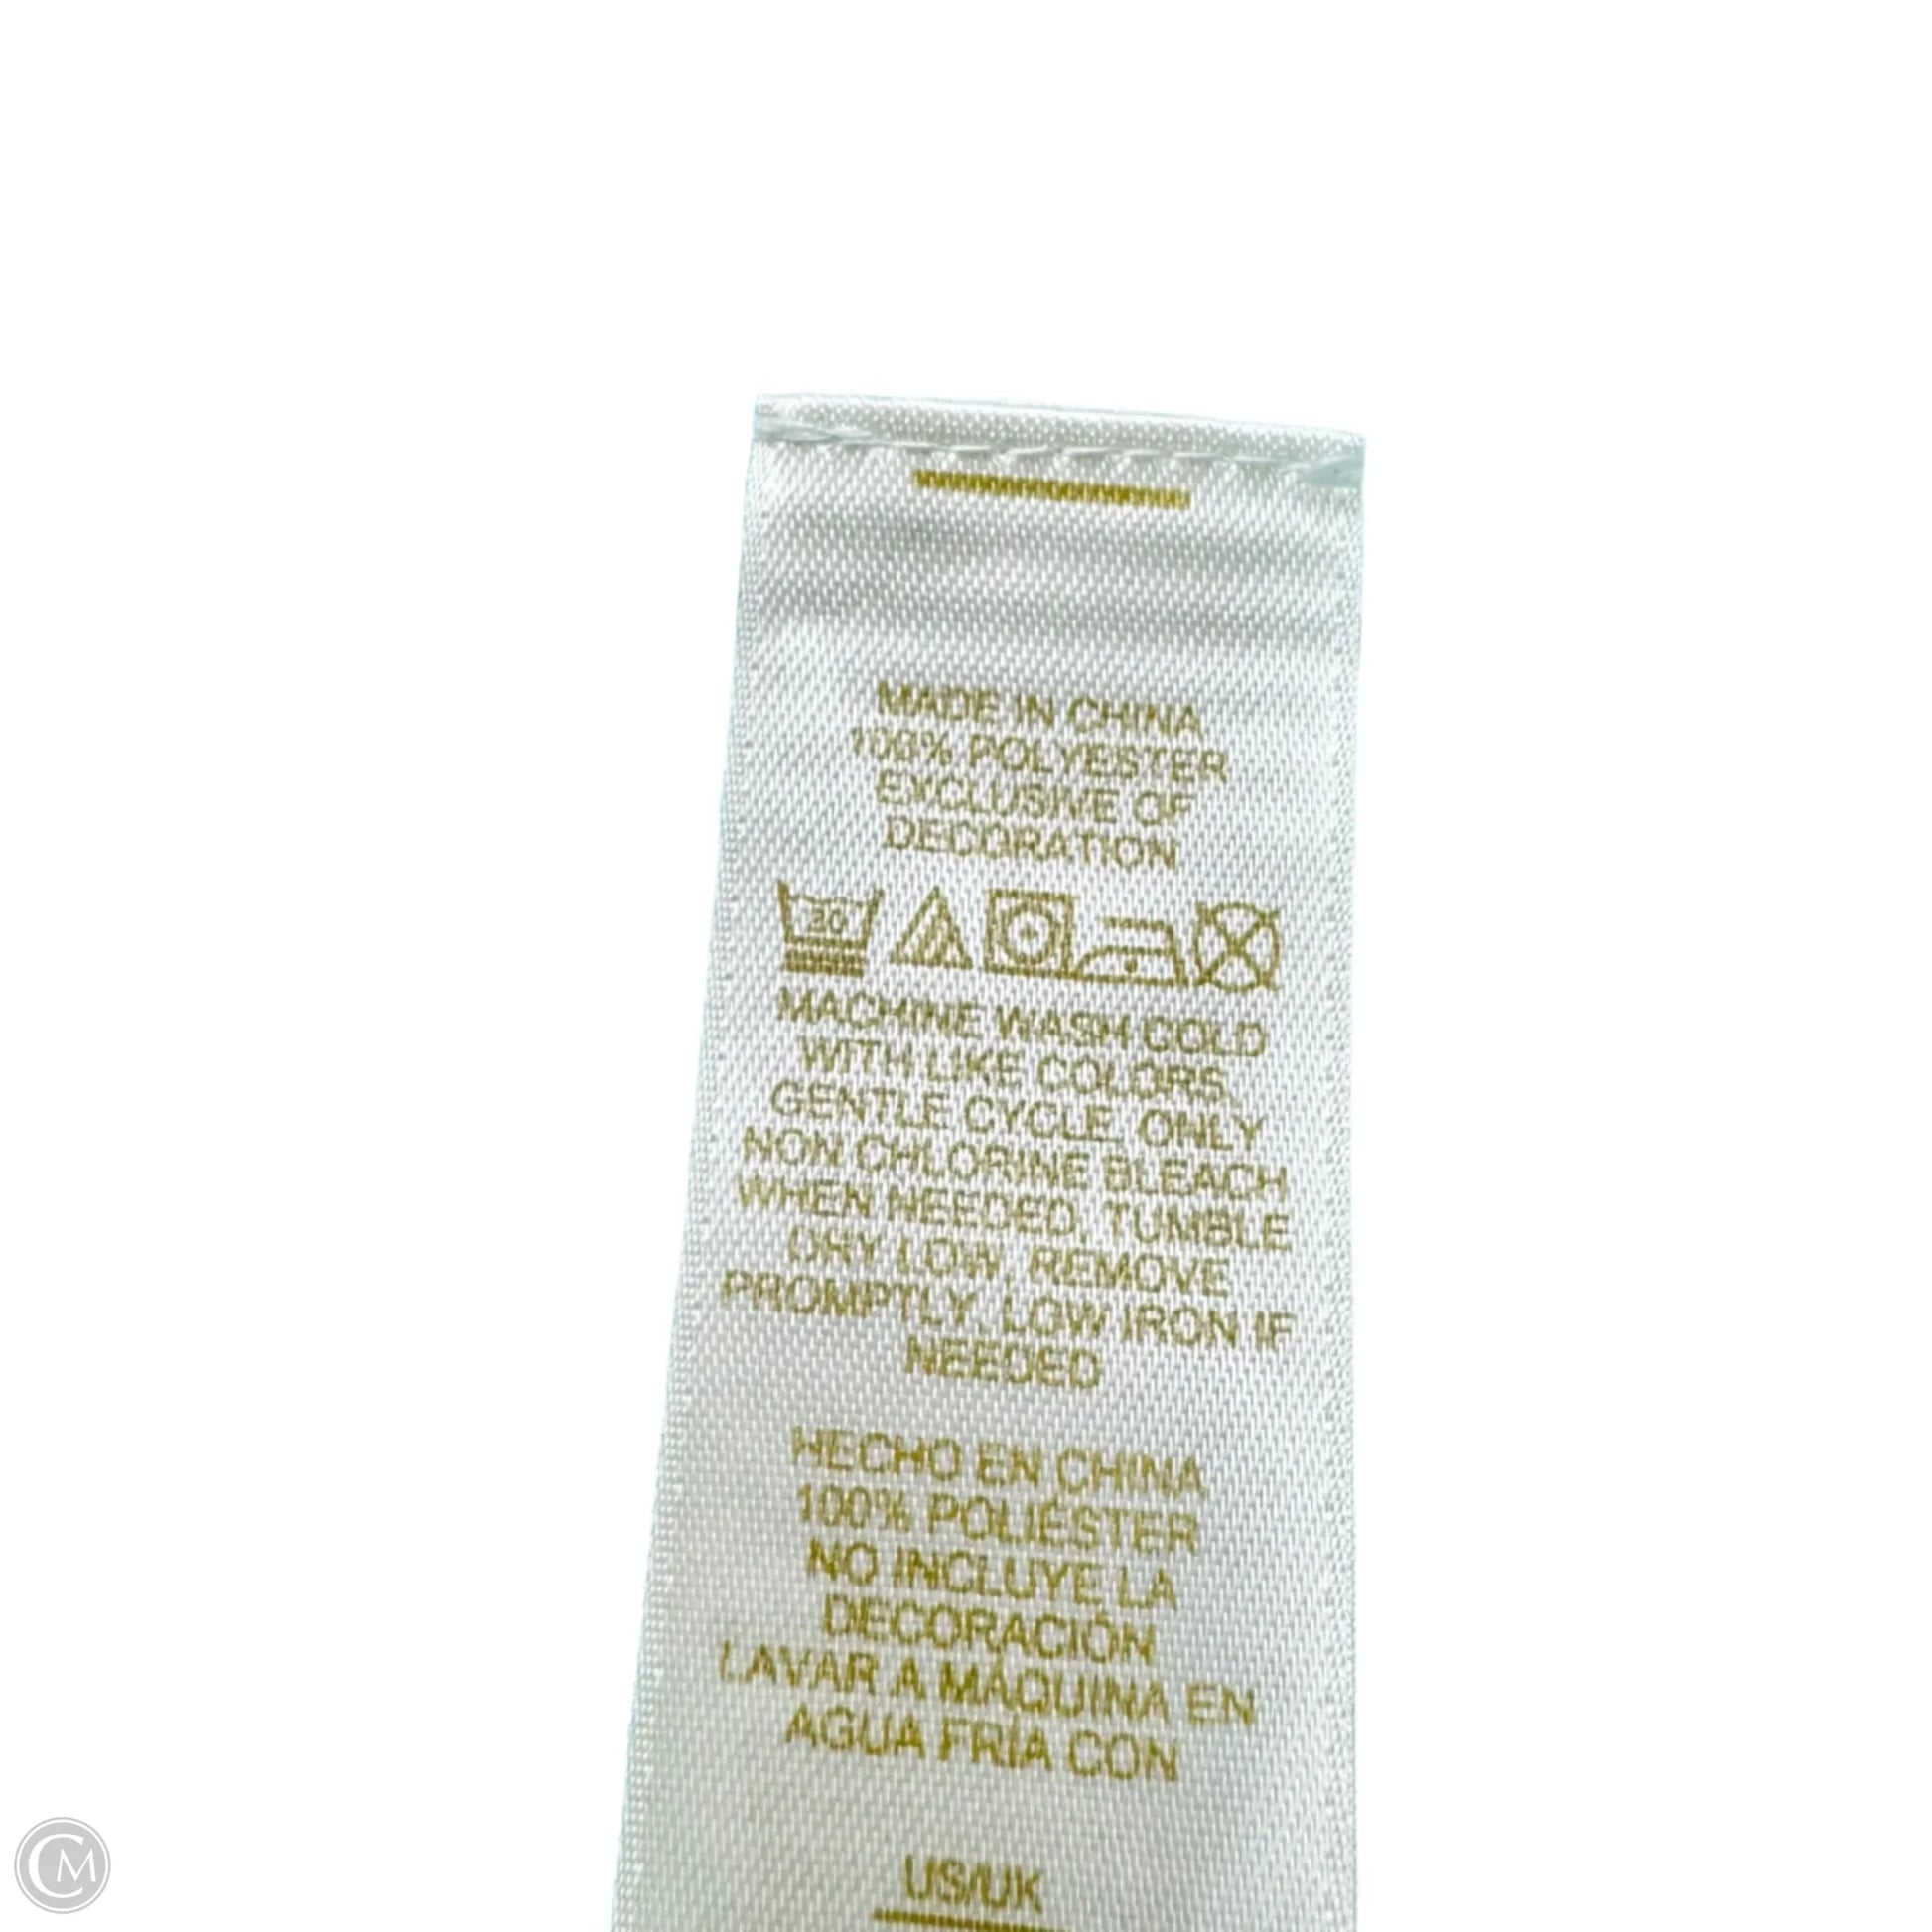 MADE IN CHINA
100% POLYESTER
EXCLUSIVE OF
DECORATION
30
MACHINE WASH COLD
WITH LIKE COLORS.
GENTLE CYCLE. ONLY
NON CHLORINE BLEACH
WHEN NEEDED. TUMBLE
DRY LOW. REMOVE
PROMPTLY. LOW IRON IF
NEEDED
HECHO EN CHINA
100% POLIÉSTER
NO INCLUYE LA
DECORACIÓN
LAVAR A MÁQUINA EN
AGUA FRÍA CON
US/UK
CM